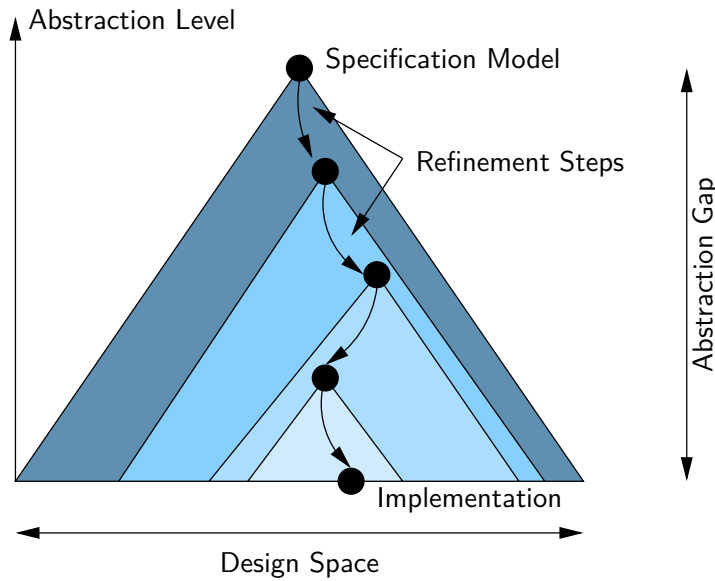 Abstraction Level
Specification Model
Refinement Steps
Abstraction Gap
Implementation
Design Space